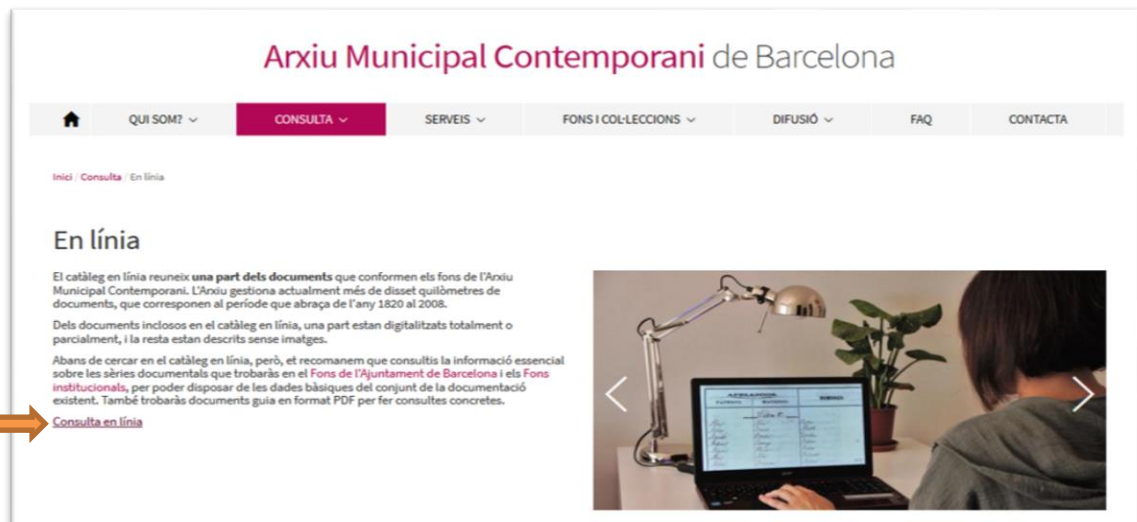 Arxiu Municipal Contemporani de Barcelona
QUI SOM? CONSULTA SERVEIS FONS I COL·LECCIONS DIFUSIÓ FAQ CONTACTA
Inici / Consulta / En línia
En línia
El catàleg en línia reuneix una part dels documents que conformen els fons de l'Arxiu
Municipal Contemporani. L'Arxiu gestiona actualment més de disset quilòmetres de
documents, que corresponen al període que abraça de l'any 1820 al 2008.
Dels documents inclosos en el catàleg en línia, una part estan digitalitzats totalment o
parcialment, i la resta estan descrits sense imatges.
Abans de cercar en el catàleg en línia, però, et recomanem que consultis la informació essencial
sobre les sèries documentals que trobaràs en el Fons de l'Ajuntament de Barcelona i els Fons
institucionals, per poder disposar de les dades bàsiques del conjunt de la documentació
existent. També trobaràs documents guia en format PDF per fer consultes concretes.
Consulta en línia